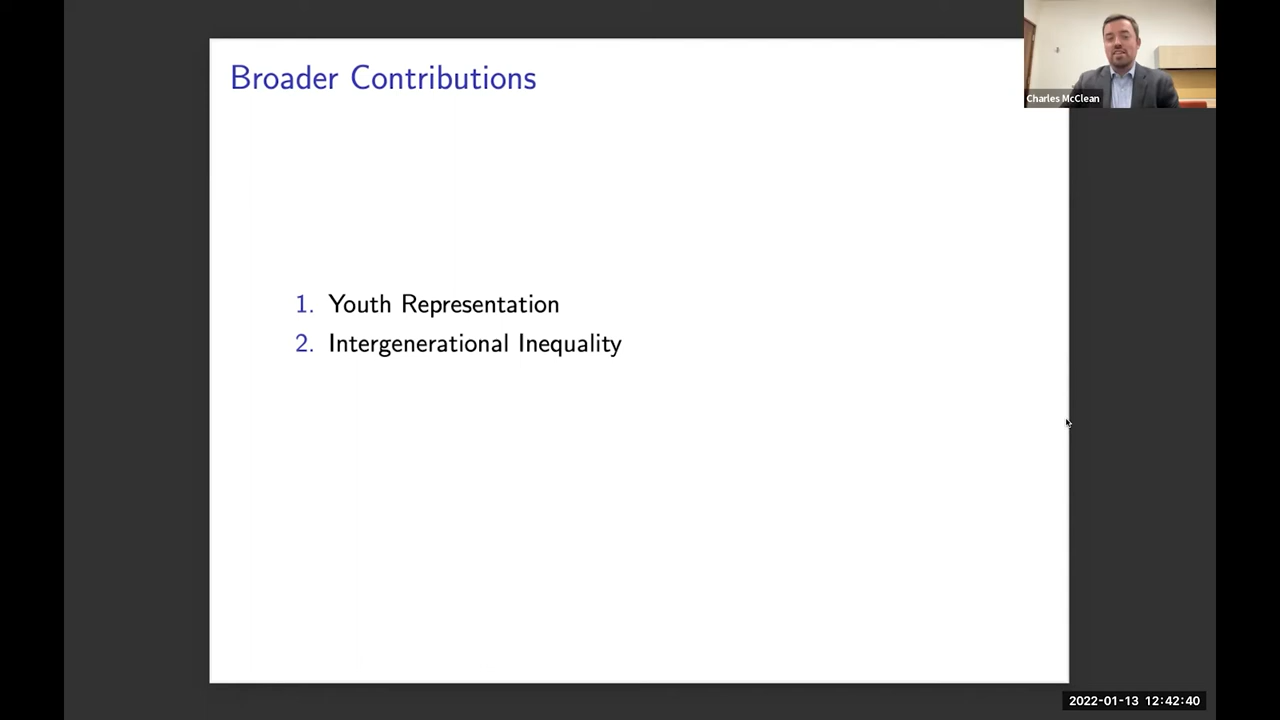 Broader Contributions
Charles McClean
1. Youth Representation
2. Intergenerational Inequality
2022-01-13 12:42:40